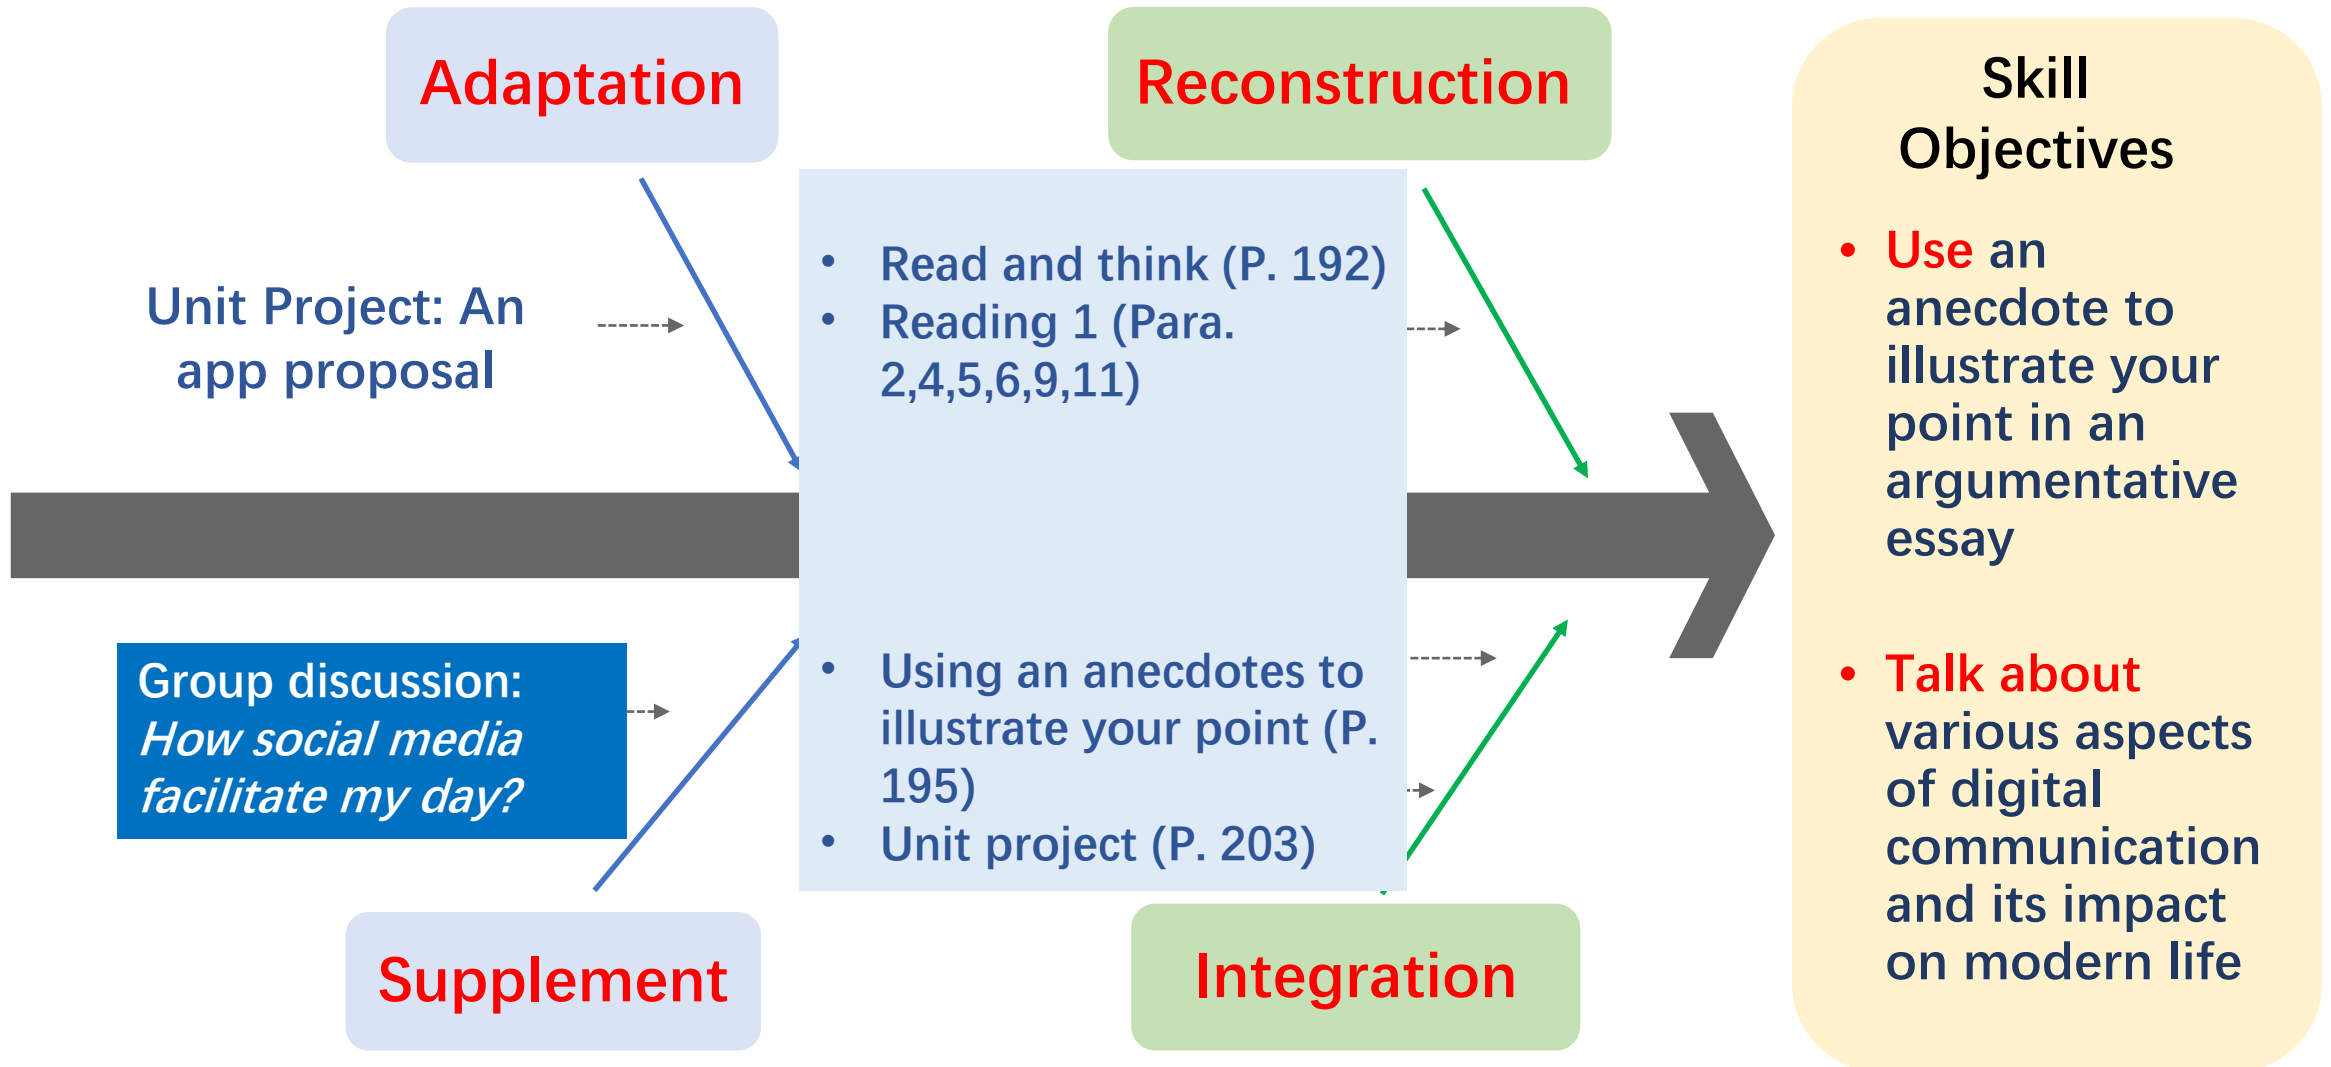 Adaptation
Reconstruction
Unit Project: An
app proposal
Group discussion:
How social media
facilitate my day?
Supplement
• Read and think (P. 192)
• Reading 1 (Para.
2,4,5,6,9,11)
• Using an anecdotes to
illustrate your point (P.
195)
• Unit project (P. 203)
Integration
Skill
Objectives
• Use an
anecdote to
illustrate your
point in an
argumentative
essay
• Talk about
various aspects
of digital
communication
and its impact
on modern life